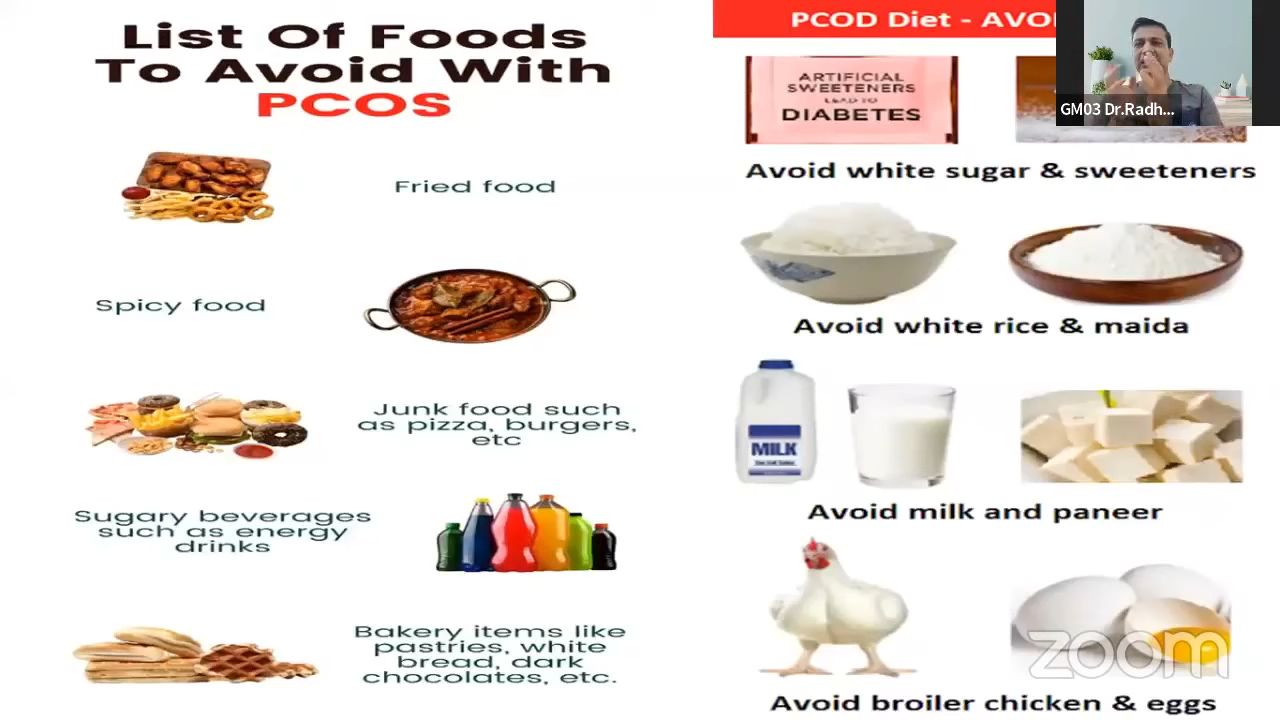 List Of Foods
To Avoid With
PCOS
Fried food
Spicy food
Junk food such
as pizza, burgers,
etc
Sugary beverages
such as energy
drinks
Bakery items like
pastries, white
bread, dark
chocolates, etc.
PCOD Diet - AVO
GM03 Dr.Radh...
ARTIFICIAL
SWEETENERS
LEAD TO
DIABETES
Avoid white sugar & sweeteners
Avoid white rice & maida
MILK
Avoid milk and paneer
zoom
Avoid broiler chicken & eggs